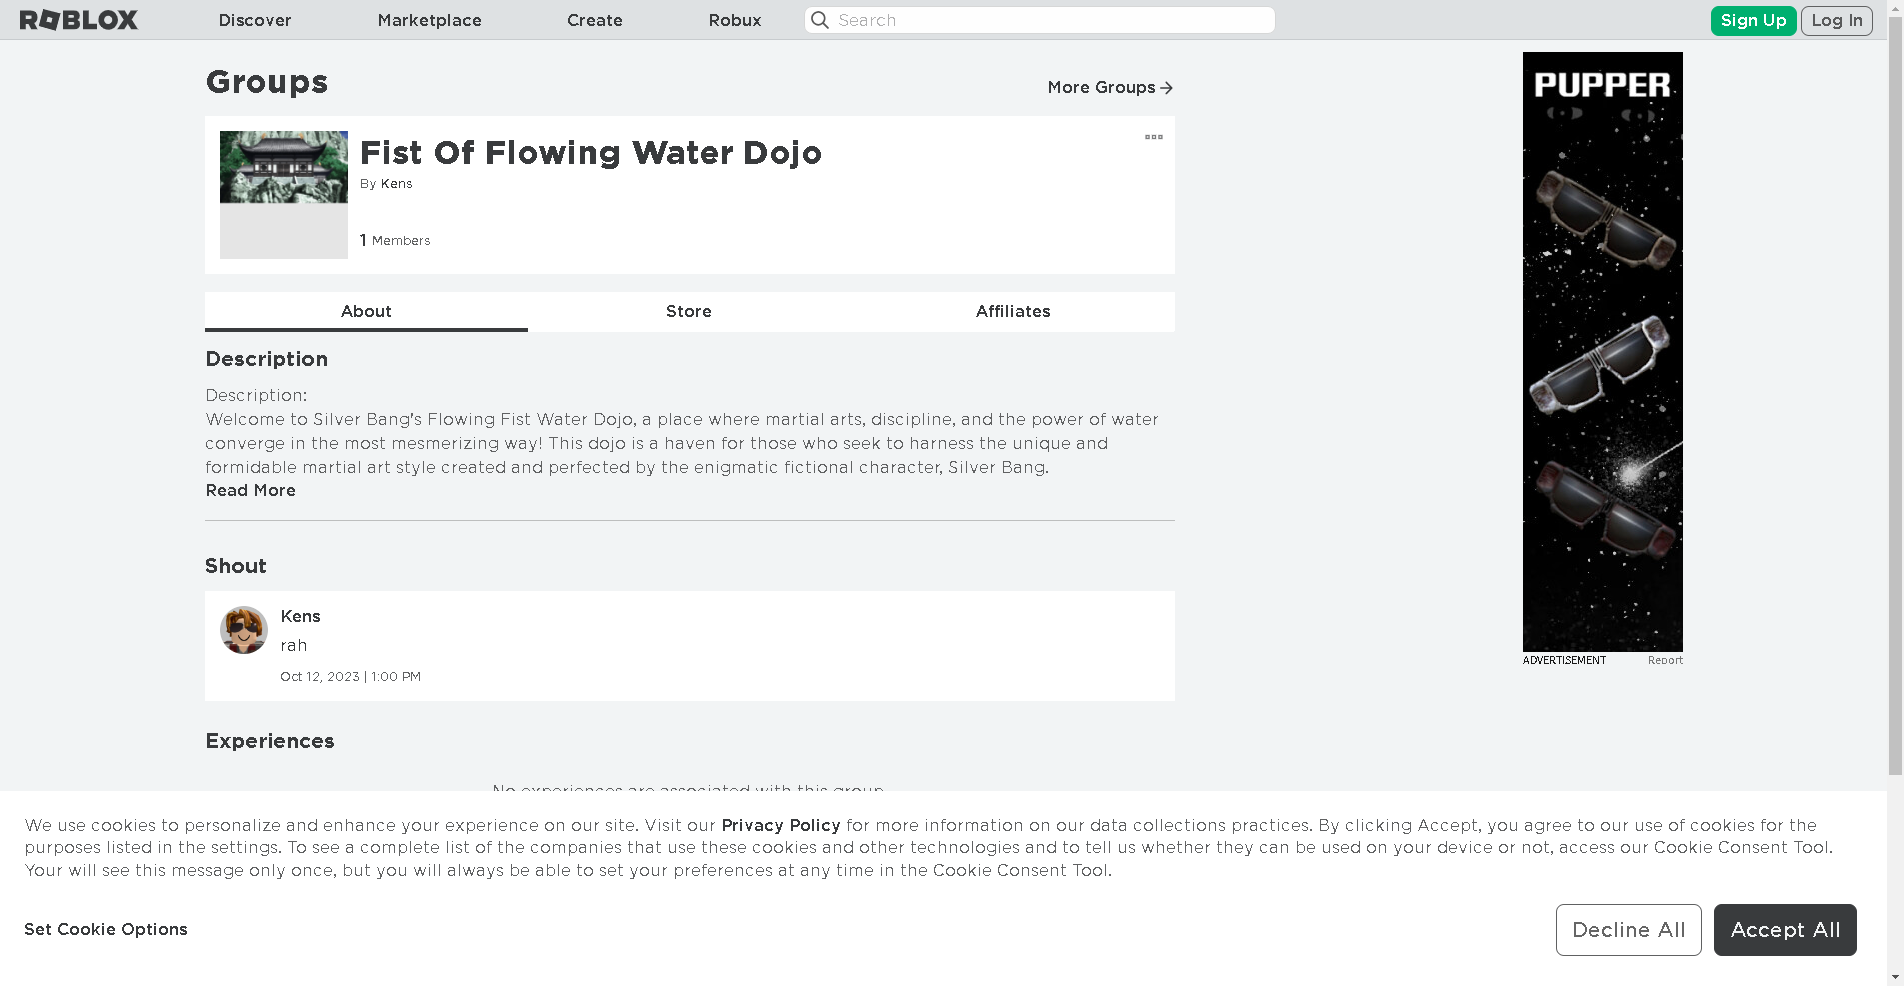 ROBLOX
Discover
Marketplace
Create
Robux
Search
Sign Up
Log In
Groups
More Groups
Fist Of Flowing Water Dojo
By Kens
1 Members
About
Store
Affiliates
Description
Description:
Welcome to Silver Bang's Flowing Fist Water Dojo, a place where martial arts, discipline, and the power of water
converge in the most mesmerizing way! This dojo is a haven for those who seek to harness the unique and
formidable martial art style created and perfected by the enigmatic fictional character, Silver Bang.
Read More
Shout
Kens
rah
Oct 12, 2023 | 1:00 PM
Experiences
No experiences are associated with this group
PUPPER
ADVERTISEMENT
Report
We use cookies to personalize and enhance your experience on our site. Visit our Privacy Policy for more information on our data collections practices. By clicking Accept, you agree to our use of cookies for the
purposes listed in the settings. To see a complete list of the companies that use these cookies and other technologies and to tell us whether they can be used on your device or not, access our Cookie Consent Tool.
Your will see this message only once, but you will always be able to set your preferences at any time in the Cookie Consent Tool.
Set Cookie Options
Decline All
Accept All